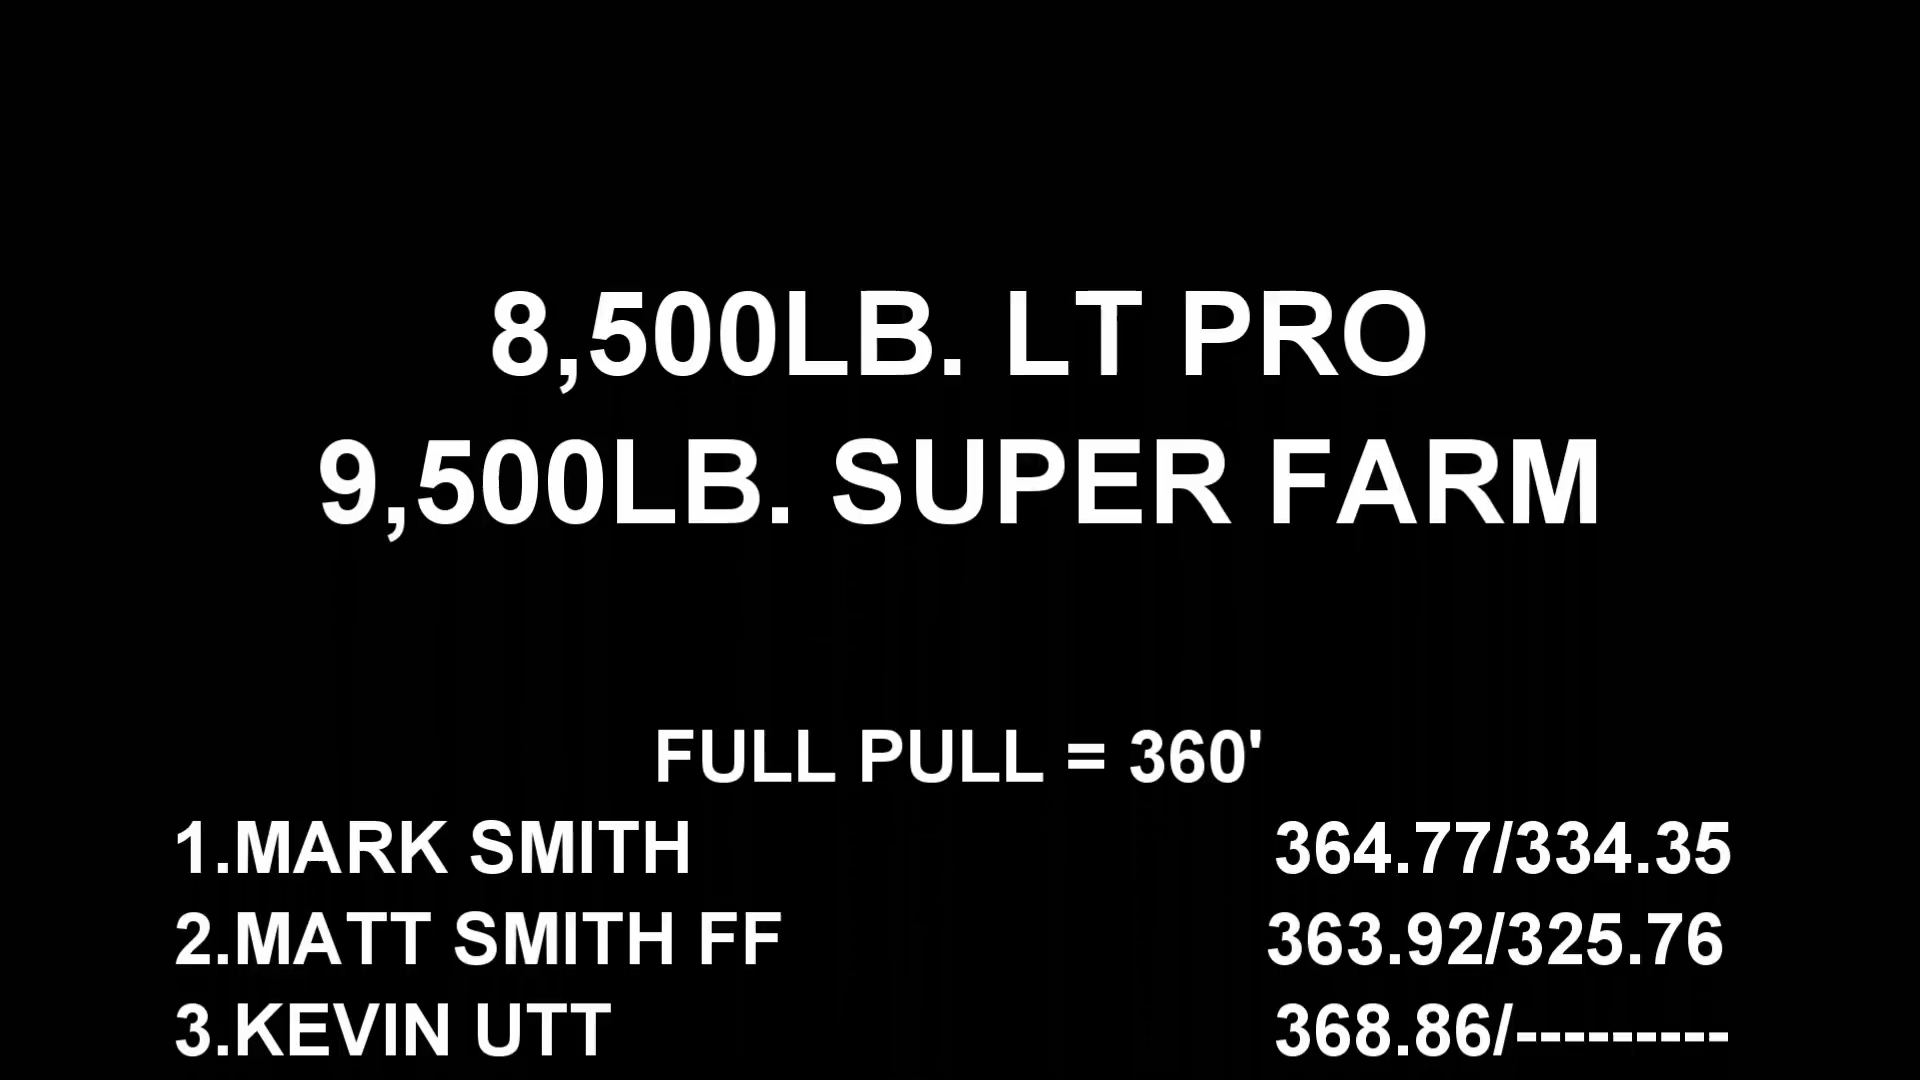 8,500LB. LT PRO
9,500LB. SUPER FARM
FULL PULL = 360'
1.MARK SMITH 364.77/334.35
2.MATT SMITH FF 363.92/325.76
3.KEVIN UTT 368.86/---------